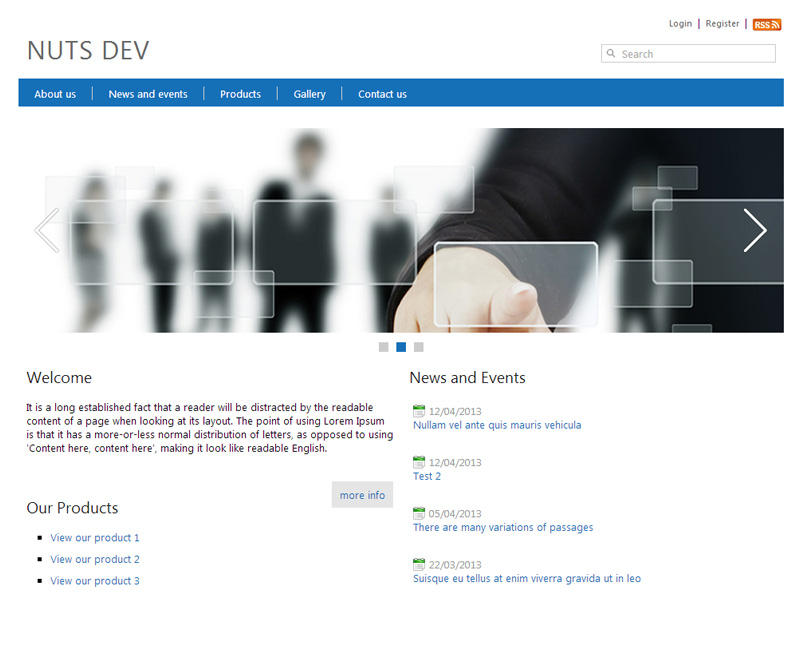 Login | Register | RSS
NUTS DEV
Search
About us | News and events | Products | Gallery | Contact us
Welcome
It is a long established fact that a reader will be distracted by the readable
content of a page when looking at its layout. The point of using Lorem Ipsum
is that it has a more-or-less normal distribution of letters, as opposed to using
'Content here, content here', making it look like readable English.
more info
Our Products
View our product 1
View our product 2
View our product 3
News and Events
12/04/2013
Nullam vel ante quis mauris vehicula
12/04/2013
Test 2
05/04/2013
There are many variations of passages
22/03/2013
Suisque eu tellus at enim viverra gravida ut in leo